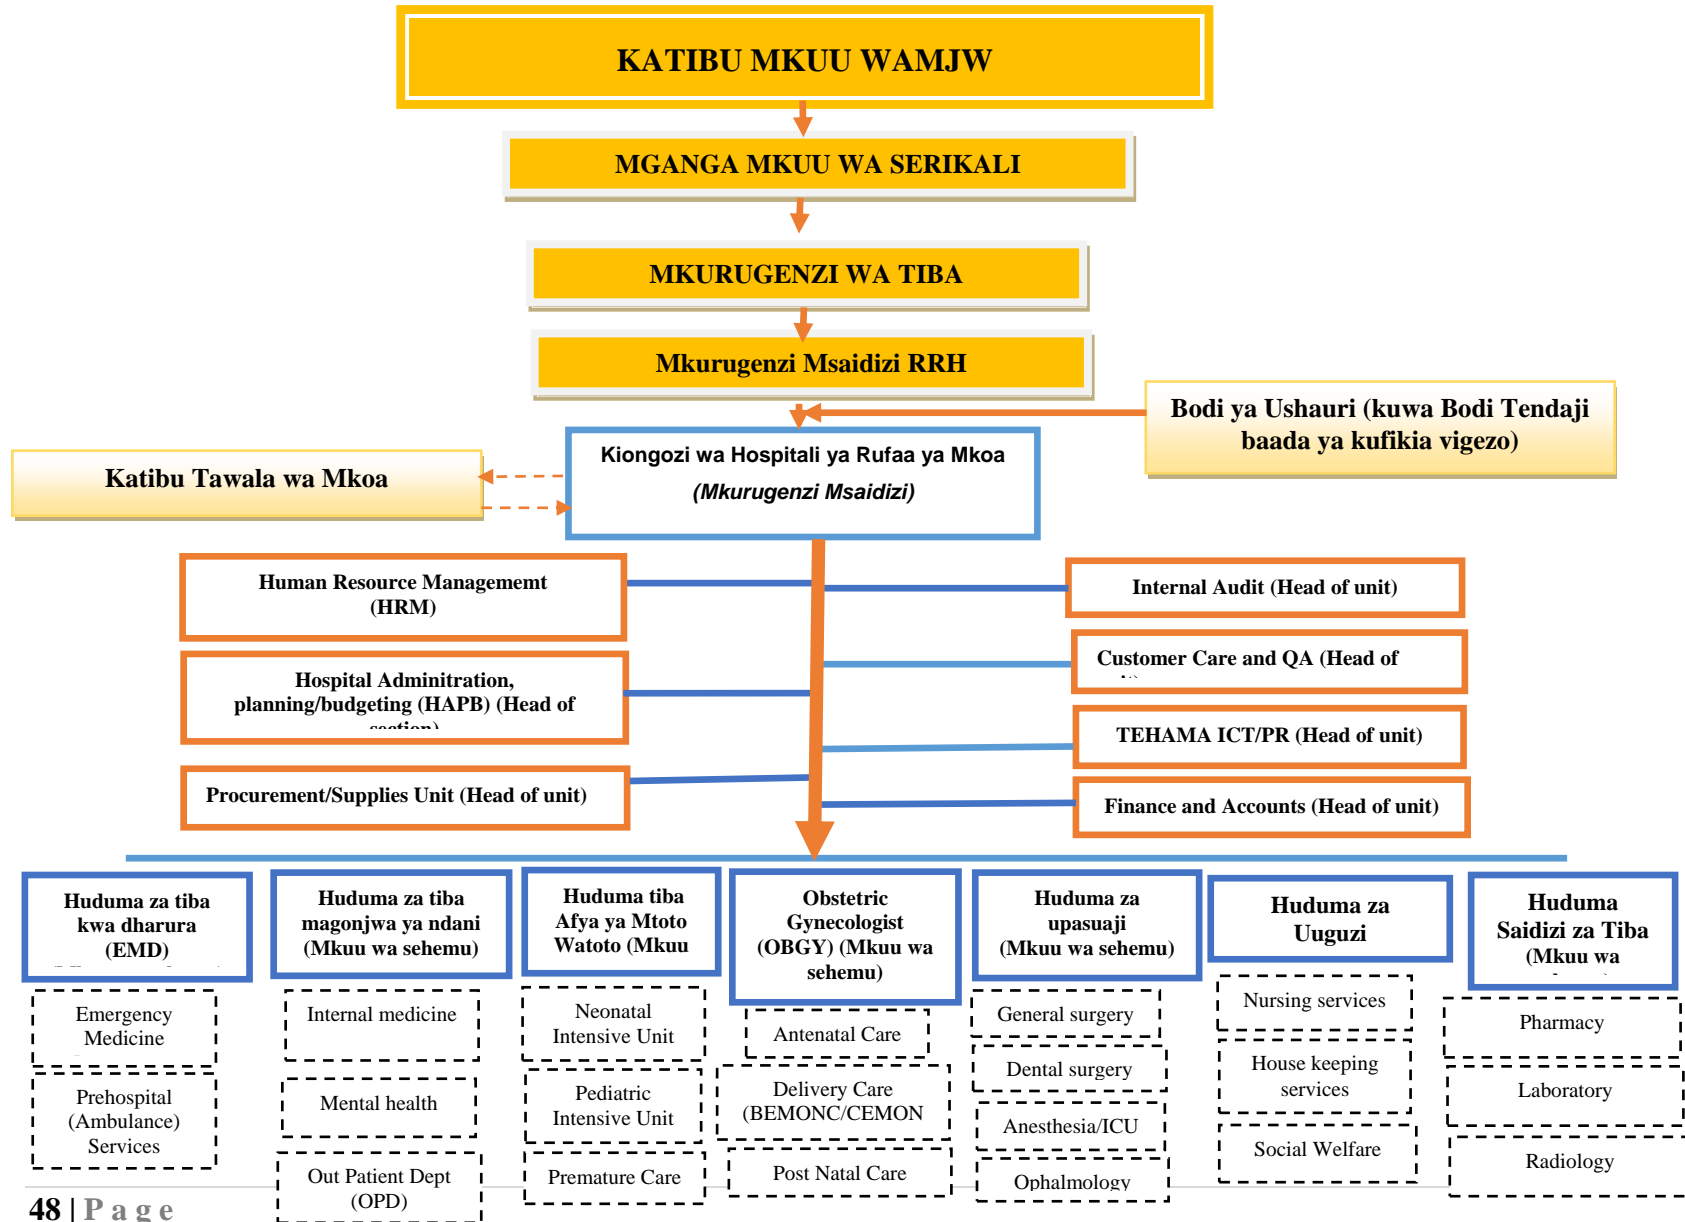 KATIBU MKUU WAMJW
MGANGA MKUU WA SERIKALI
MKURUGENZI WA TIBA
Mkurugenzi Msaidizi RRH
Bodi ya Ushauri (kuwa Bodi Tendaji
baada ya kufikia vigezo)
Kiongozi wa Hospitali ya Rufaa ya Mkoa
(Mkurugenzi Msaidizi)
Katibu Tawala wa Mkoa
Human Resource Managememt
(HRM)
Internal Audit (Head of unit)
Hospital Adminitration,
planning/budgeting (HAPB) (Head of
Customer Care and QA (Head of
TEHAMA ICT/PR (Head of unit)
Procurement/Supplies Unit (Head of unit)
Finance and Accounts (Head of unit)
Huduma za tiba
kwa dharura
(EMD)
Huduma za tiba
magonjwa ya ndani
(Mkuu wa sehemu)
Huduma tiba
Afya ya Mtoto
Watoto (Mkuu
Obstetric
Gynecologist
(OBGY) (Mkuu wa
sehemu)
Huduma za
upasuaji
(Mkuu wa sehemu)
Huduma za
Uuguzi
Huduma
Saidizi za Tiba
(Mkuu wa
Emergency
Medicine
Prehospital
(Ambulance)
Services
Internal medicine
Mental health
Out Patient Dept
(OPD)
Neonatal
Intensive Unit
Pediatric
Intensive Unit
Premature Care
Antenatal Care
Delivery Care
(BEMONC/CEMON
Post Natal Care
General surgery
Dental surgery
Anesthesia/ICU
Ophalmology
Nursing services
House keeping
services
Social Welfare
Pharmacy
Laboratory
Radiology
48 | P a g e